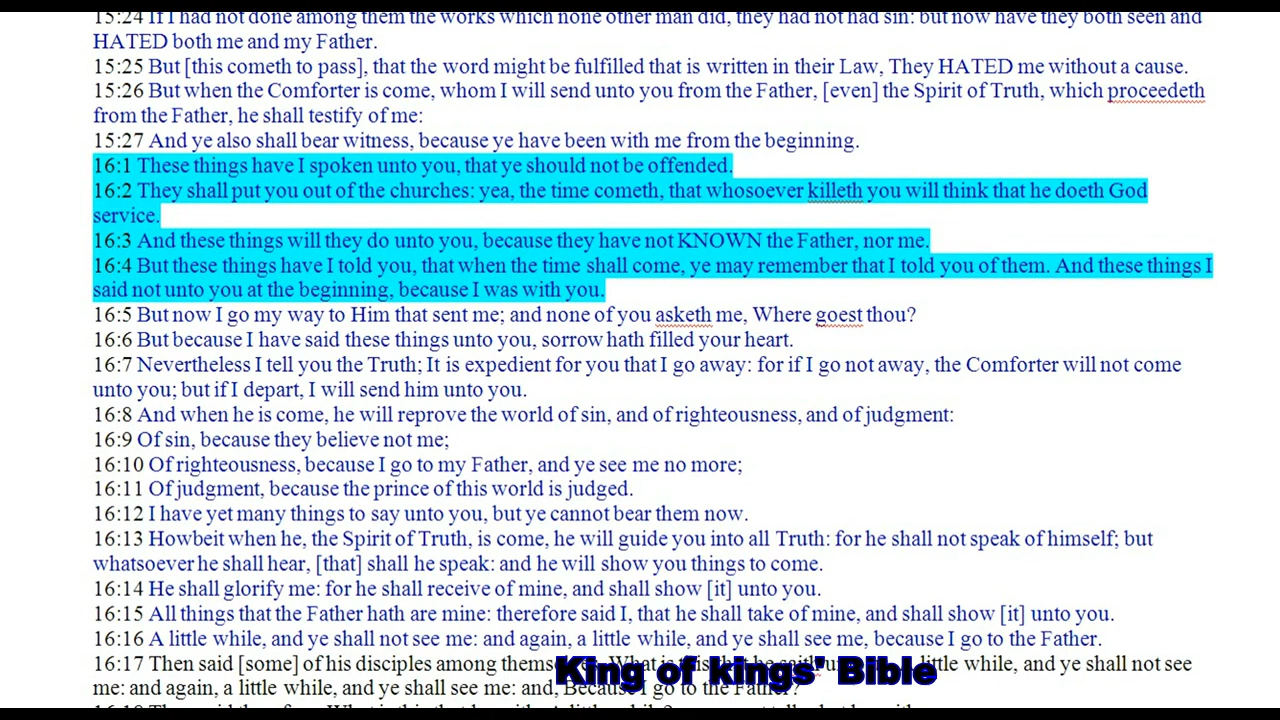 15:24 If I had not done among them the works which none other man did, they had not had sin: but now have they both seen and
HATED both me and my Father.
15:25 But [this cometh to pass], that the word might be fulfilled that is written in their Law, They HATED me without a cause.
15:26 But when the Comforter is come, whom I will send unto you from the Father, [even] the Spirit of Truth, which proceedeth
from the Father, he shall testify of me:
15:27 And ye also shall bear witness, because ye have been with me from the beginning.
16:1 These things have I spoken unto you, that ye should not be offended.
16:2 They shall put you out of the churches: yea, the time cometh, that whosoever killeth you will think that he doeth God
service.
16:3 And these things will they do unto you, because they have not KNOWN the Father, nor me.
16:4 But these things have I told you, that when the time shall come, ye may remember that I told you of them. And these things I
said not unto you at the beginning, because I was with you.
16:5 But now I go my way to Him that sent me; and none of you asketh me, Where goest thou?
16:6 But because I have said these things unto you, sorrow hath filled your heart.
16:7 Nevertheless I tell you the Truth; It is expedient for you that I go away: for if I go not away, the Comforter will not come
unto you; but if I depart, I will send him unto you.
16:8 And when he is come, he will reprove the world of sin, and of righteousness, and of judgment:
16:9 Of sin, because they believe not me;
16:10 Of righteousness, because I go to my Father, and ye see me no more;
16:11 Of judgment, because the prince of this world is judged.
16:12 I have yet many things to say unto you, but ye cannot bear them now.
16:13 Howbeit when he, the Spirit of Truth, is come, he will guide you into all Truth: for he shall not speak of himself; but
whatsoever he shall hear, [that] shall he speak: and he will show you things to come.
16:14 He shall glorify me: for he shall receive of mine, and shall show [it] unto you.
16:15 All things that the Father hath are mine: therefore said I, that he shall take of mine, and shall show [it] unto you.
16:16 A little while, and ye shall not see me: and again, a little while, and ye shall see me, because I go to the Father.
16:17 Then said [some] of his disciples among little while, and ye shall not see
King of kings' Bible
me: and again, a little while, and ye shall see me: and, Because I go to the Father?